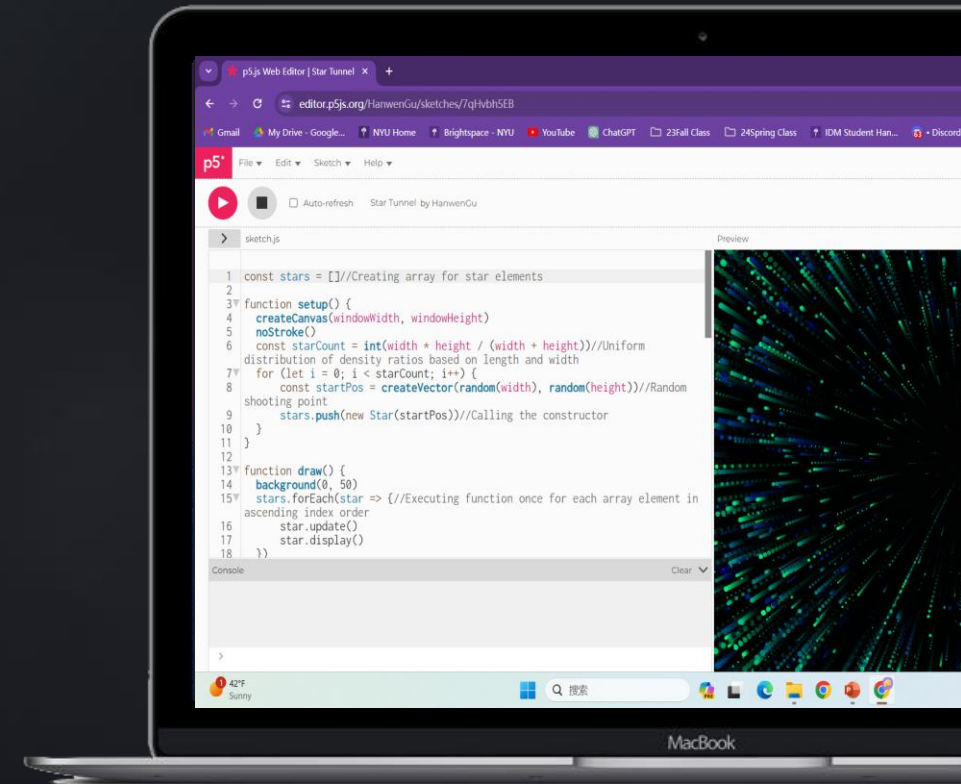 p5.js Web Editor | Star Tunnel
editor.p5js.org/HanwenGu/sketches/7qHvbh5EB
Gmail My Drive - Google... NYU Home Brightspace - NYU YouTube ChatGPT 23Fall Class 24Spring Class IDM Student Han... • Discord
p5* File Edit Sketch Help
Auto-refresh Star Tunnel by HanwenGu
sketch.js
Preview
1 const stars = []//Creating array for star elements
2
3 function setup() {
4 createCanvas(windowWidth, windowHeight)
5 noStroke()
6 const starCount = int(width * height / (width + height))//Uniform
distribution of density ratios based on length and width
7 for (let i = 0; i < starCount; i++) {
8 const startPos = createVector(random(width), random(height))//Random
shooting point
9 stars.push(new Star(startPos))//Calling the constructor
10 }
11 }
12
13 function draw() {
14 background(0, 50)
15 stars.forEach(star => {//Executing function once for each array element in
ascending index order
16 star.update()
17 star.display()
18 })
Console Clear
>
1 42°F
Sunny
搜索
MacBook